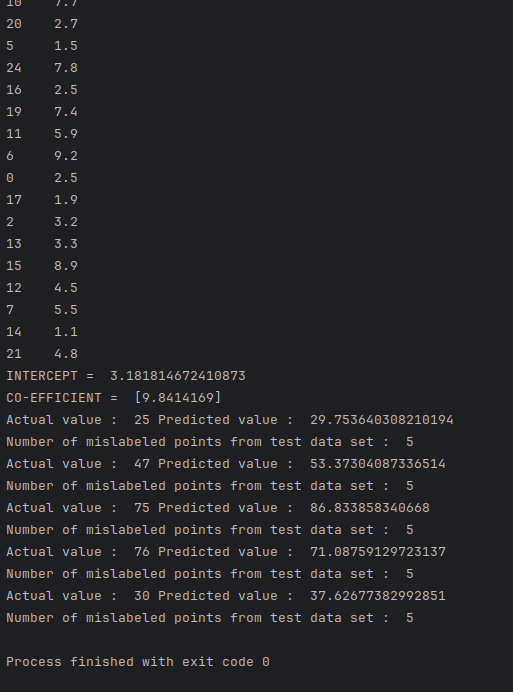 10    7.7
20    2.7
5     1.5
24    7.8
16    2.5
19    7.4
11    5.9
6     9.2
0     2.5
17    1.9
2     3.2
13    3.3
15    8.9
12    4.5
7     5.5
14    1.1
21    4.8
INTERCEPT =  3.181814672410873
CO-EFFICIENT =  [9.8414169]
Actual value :  25 Predicted value :  29.753640308210194
Number of mislabeled points from test data set :  5
Actual value :  47 Predicted value :  53.37304087336514
Number of mislabeled points from test data set :  5
Actual value :  75 Predicted value :  86.833858340668
Number of mislabeled points from test data set :  5
Actual value :  76 Predicted value :  71.08759129723137
Number of mislabeled points from test data set :  5
Actual value :  30 Predicted value :  37.62677382992851
Number of mislabeled points from test data set :  5
Process finished with exit code 0